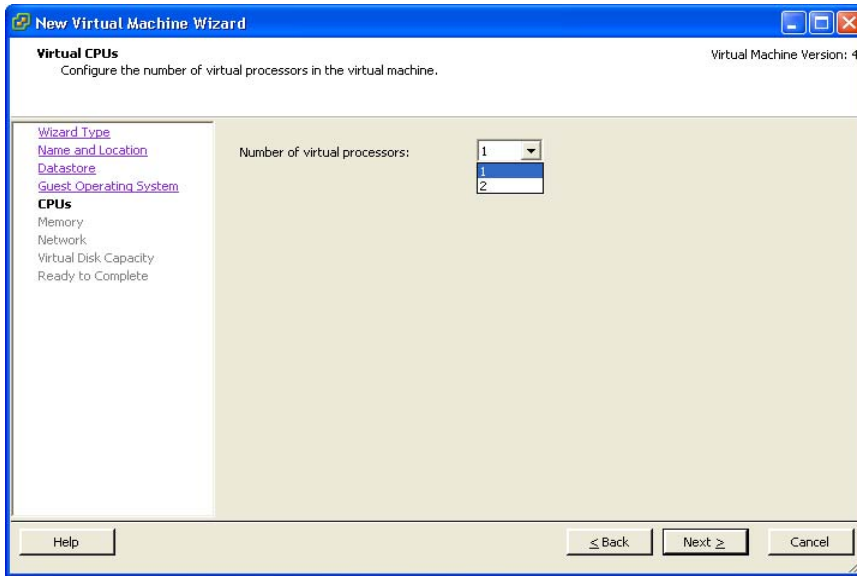 New Virtual Machine Wizard
Virtual CPUs
Configure the number of virtual processors in the virtual machine.
Virtual Machine Version: 4
Wizard Type
Name and Location
Datastore
Guest Operating System
CPUs
Memory
Network
Virtual Disk Capacity
Ready to Complete
Number of virtual processors:
1
1
2
Help
< Back
Next >
Cancel